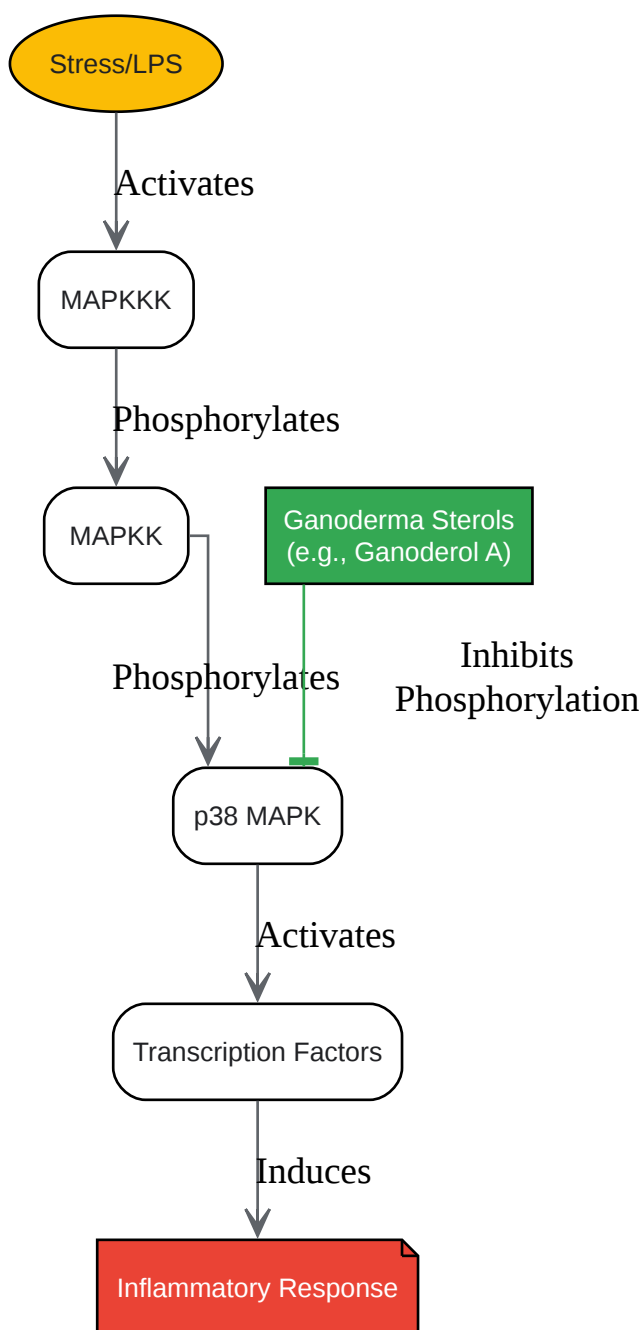 Stress/LPS
Activates
MAPKKK
Phosphorylates
MAPKK
Ganoderma Sterols
(e.g., Ganoderol A)
Phosphorylates
Inhibits
Phosphorylation
p38 MAPK
Activates
Transcription Factors
Induces
Inflammatory Response